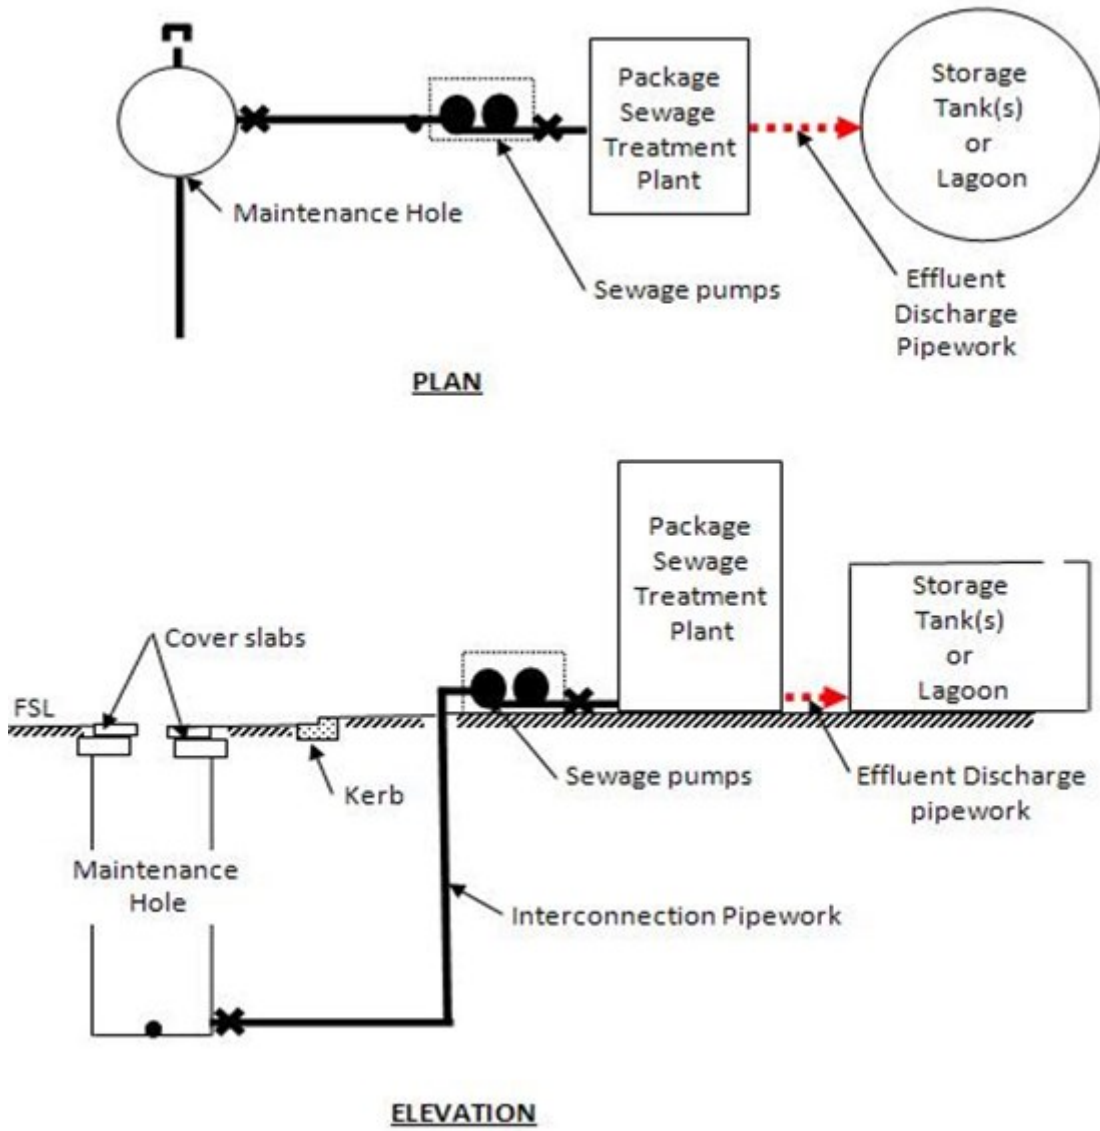 Package
Sewage
Treatment
Plant
Storage
Tank(s)
or
Lagoon
Maintenance Hole
Sewage pumps
Effluent
Discharge
Pipework
PLAN
Package
Sewage
Treatment
Plant
Storage
Tank(s)
or
Lagoon
Cover slabs
FSL
Kerb
Sewage pumps
Effluent Discharge
pipework
Maintenance
Hole
Interconnection Pipework
ELEVATION